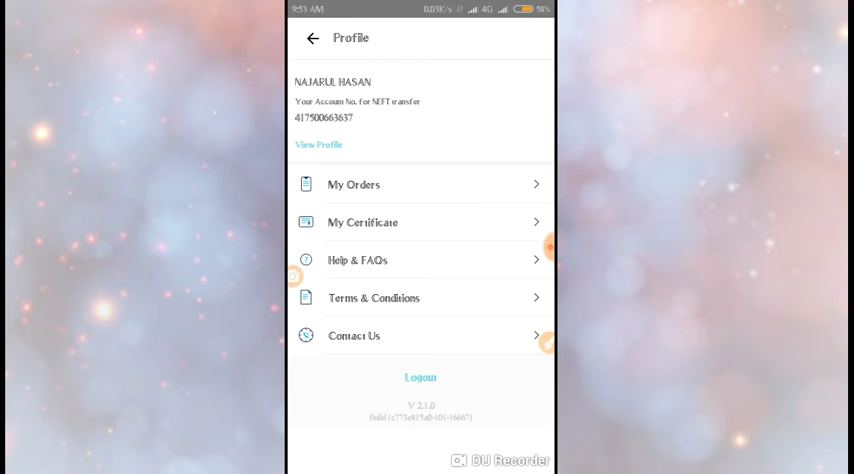 9:53 AM 0.03K/s 4G 58%
Profile
NAJARUL HASAN
Your Account No. for NEFT transfer
417500663637
View Profile
My Orders
My Certificate
Help & FAQs
Terms & Conditions
Contact Us
Logout
V 2.1.0
DU Recorder